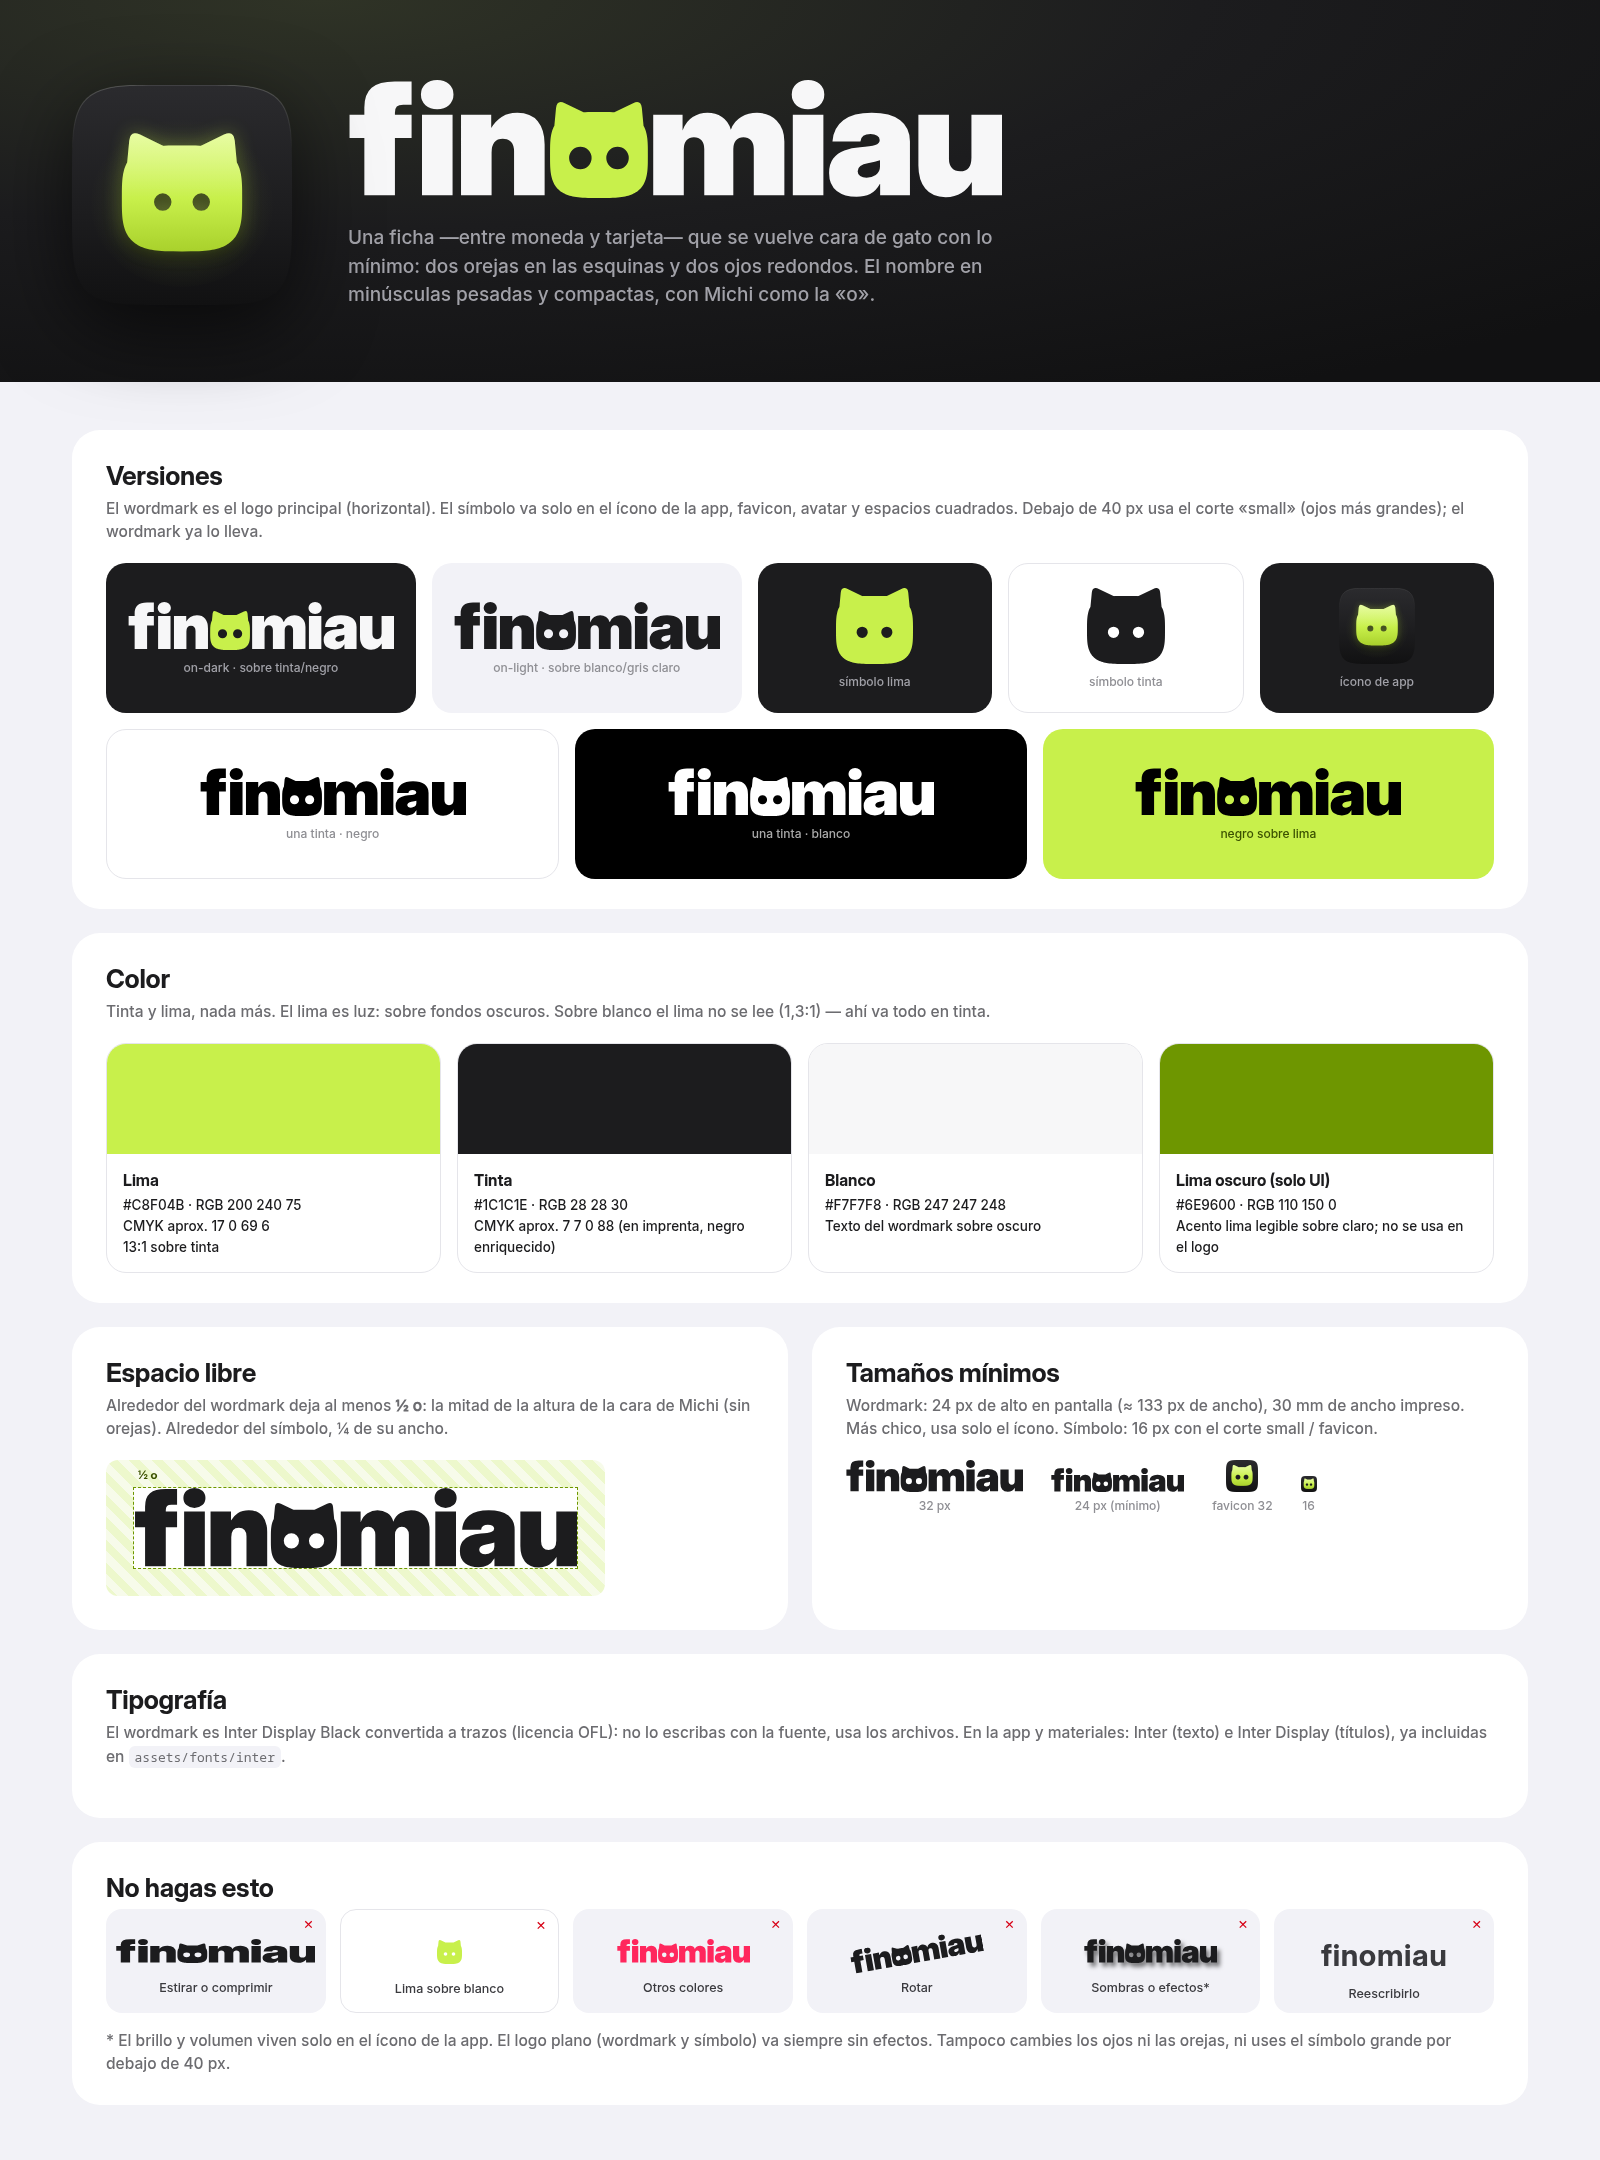 finomiau
Una ficha —entre moneda y tarjeta— que se vuelve cara de gato con lo
mínimo: dos orejas en las esquinas y dos ojos redondos. El nombre en
minúsculas pesadas y compactas, con Michi como la «o».
Versiones
El wordmark es el logo principal (horizontal). El símbolo va solo en el ícono de la app, favicon, avatar y espacios cuadrados. Debajo de 40 px usa el corte «small» (ojos más grandes); el
wordmark ya lo lleva.
finomiau
on-dark · sobre tinta/negro
finomiau
on-light · sobre blanco/gris claro
símbolo lima
símbolo tinta
ícono de app
finomiau
una tinta · negro
finomiau
una tinta · blanco
finomiau
negro sobre lima
Color
Tinta y lima, nada más. El lima es luz: sobre fondos oscuros. Sobre blanco el lima no se lee (1,3:1) — ahí va todo en tinta.
Lima
#C8F04B · RGB 200 240 75
CMYK aprox. 17 0 69 6
13:1 sobre tinta
Tinta
#1C1C1E · RGB 28 28 30
CMYK aprox. 7 7 0 88 (en imprenta, negro
enriquecido)
Blanco
#F7F7F8 · RGB 247 247 248
Texto del wordmark sobre oscuro
Lima oscuro (solo UI)
#6E9600 · RGB 110 150 0
Acento lima legible sobre claro; no se usa en
el logo
Espacio libre
Alrededor del wordmark deja al menos ½ o: la mitad de la altura de la cara de Michi (sin
orejas). Alrededor del símbolo, ¼ de su ancho.
½ o
finomiau
Tamaños mínimos
Wordmark: 24 px de alto en pantalla (≈ 133 px de ancho), 30 mm de ancho impreso.
Más chico, usa solo el ícono. Símbolo: 16 px con el corte small / favicon.
finomiau
32 px
finomiau
24 px (mínimo)
favicon 32
16
Tipografía
El wordmark es Inter Display Black convertida a trazos (licencia OFL): no lo escribas con la fuente, usa los archivos. En la app y materiales: Inter (texto) e Inter Display (títulos), ya incluidas
en assets/fonts/inter.
No hagas esto
finomiau
✕
Estirar o comprimir
✕
Lima sobre blanco
finomiau
✕
Otros colores
finomiau
✕
Rotar
finomiau
✕
Sombras o efectos*
finomiau
✕
Reescribirlo
* El brillo y volumen viven solo en el ícono de la app. El logo plano (wordmark y símbolo) va siempre sin efectos. Tampoco cambies los ojos ni las orejas, ni uses el símbolo grande por
debajo de 40 px.